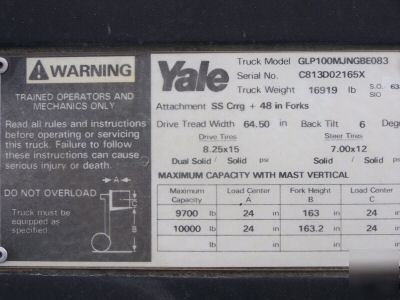 WARNING
TRAINED OPERATORS AND
MECHANICS ONLY
Read all rules and instructions
before operating or servicing
this truck. Failure to follow
these instructions can cause
serious injury or death.
DO NOT OVERLOAD
A
C
B
Truck must be
equipped as
specified.
Yale
Truck Model GLP100MJNGBE083
Serial No. C813D02165X
Truck Weight 16919 lb S.O. 63
SIO
Attachment SS Crrg + 48 in Forks
Drive Tread Width 64.50 in Back Tilt 6 Degr
Drive Tires Steer Tires
8.25x15 7.00x12
Dual Solid / Solid psi Solid / Solid psi
MAXIMUM CAPACITY WITH MAST VERTICAL
Maximum Capacity Load Center A Fork Height B Load Center C
9700 lb 24 in 163 in 24 in
10000 lb 24 in 163.2 in 24 in
lb in in in